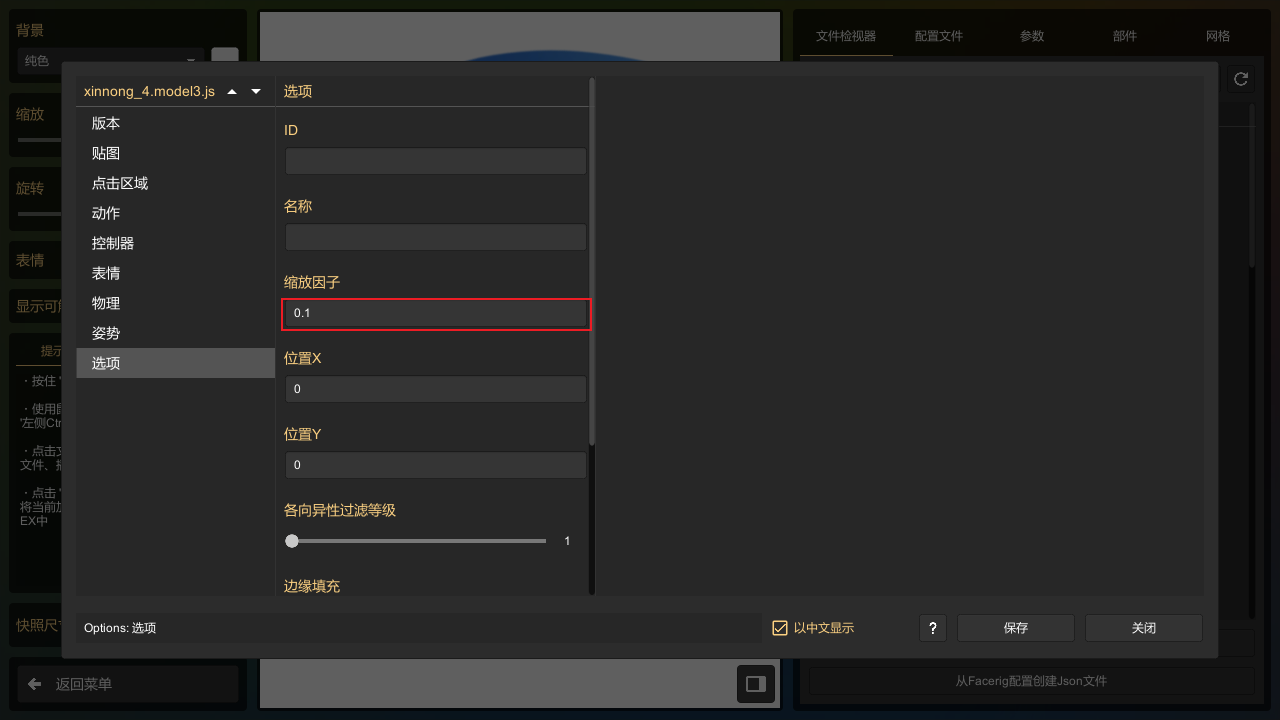 背景
纯色
缩放
旋转
表情
提示
· 按住
· 使用
'左侧Ctr
· 点击
文件、
· 点击
将当前
EX中
返回菜单
xinnong_4.model3.js
版本
贴图
点击区域
动作
控制器
表情
物理
姿势
选项
选项
ID
名称
缩放因子
0.1
位置X
0
位置Y
0
各向异性过滤等级
1
边缘填充
Options: 选项
以中文显示
?
保存
关闭
文件检视器
配置文件
参数
部件
网格
从Facerig配置创建Json文件